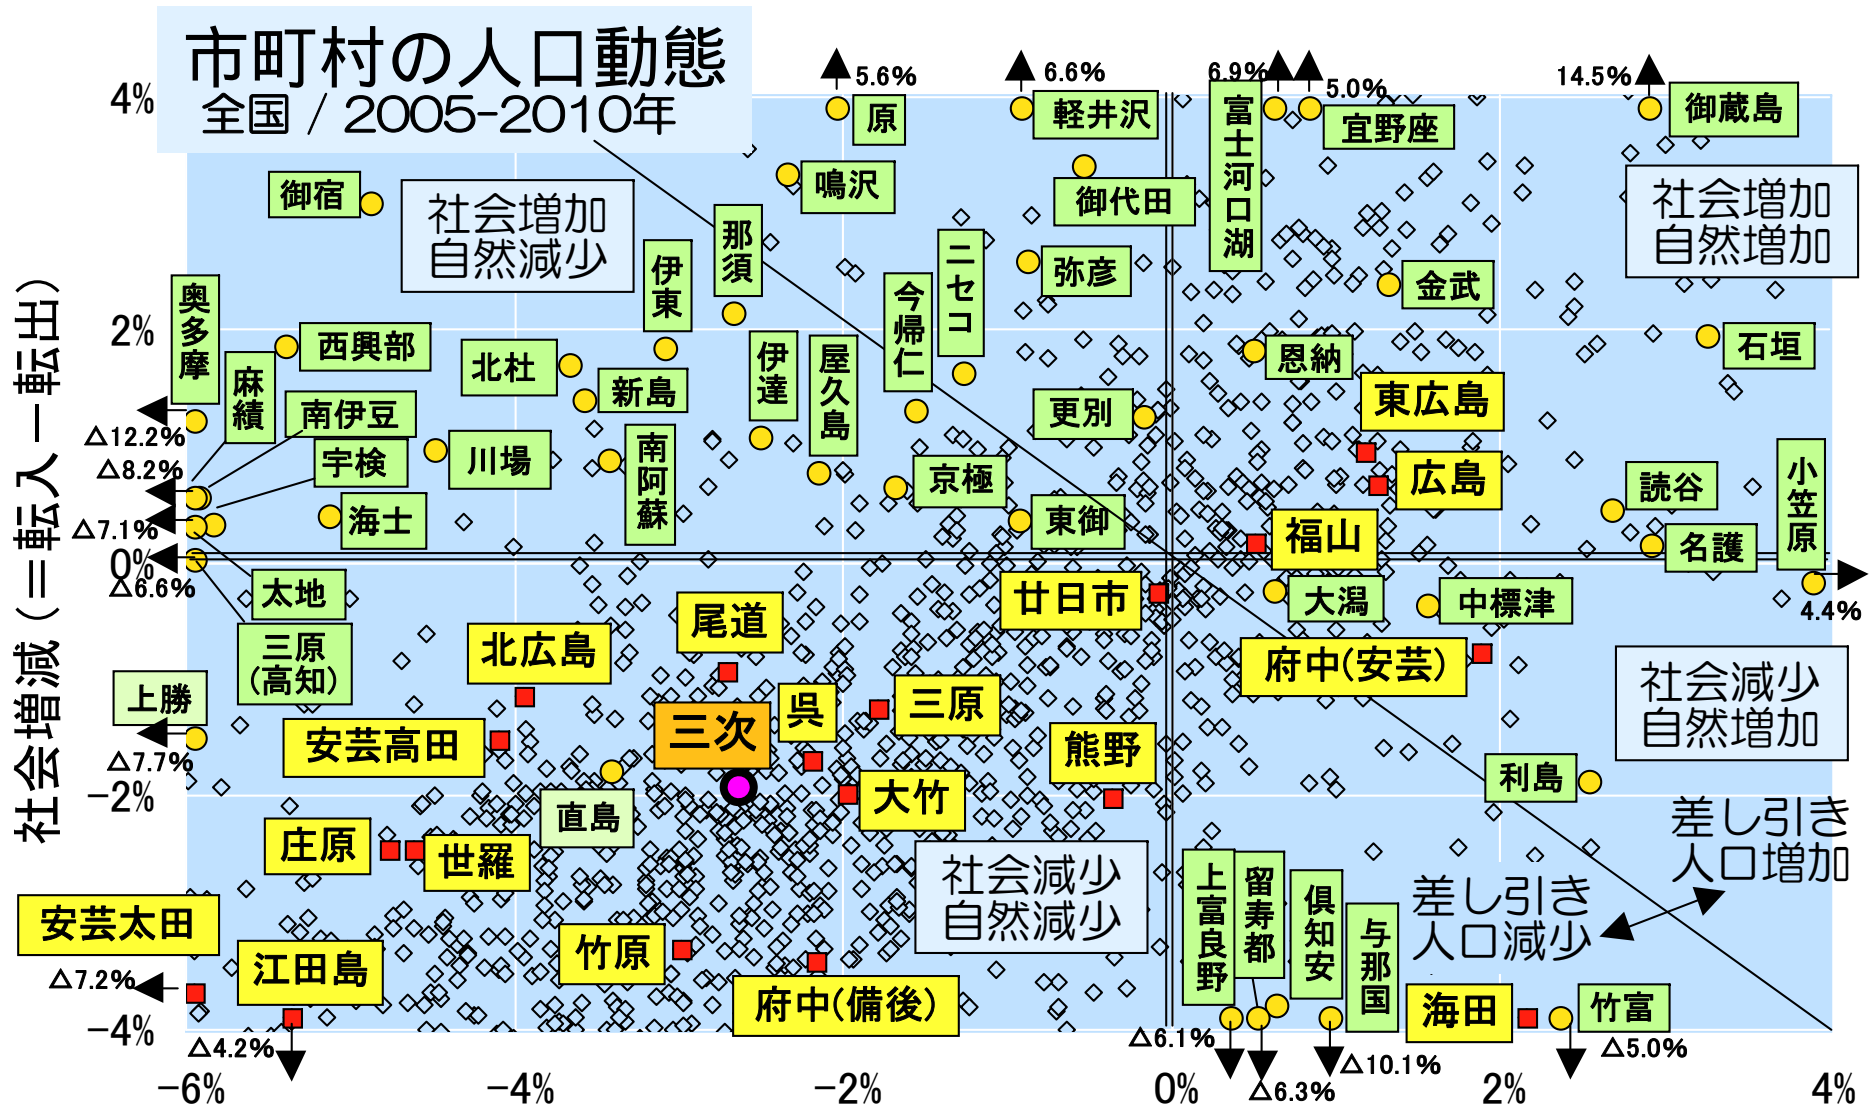 市町村の人口動態
全国 / 2005-2010年
社会増減(=転入－転出)
4%
2%
0%
−2%
−4%
−6%
−4%
−2%
0%
2%
4%
5.6%
6.6%
6.9%
5.0%
14.5%
原
軽井沢
富士河口湖
宜野座
御蔵島
鳴沢
御代田
御宿
社会増加
自然減少
社会増加
自然増加
那須
伊東
ニセコ
弥彦
今帰仁
金武
奥多摩
西興部
北杜
新島
伊達
屋久島
恩納
石垣
麻績
南伊豆
宇検
海士
川場
南阿蘇
更別
京極
東御
東広島
広島
福山
読谷
名護
小笠原
△12.2%
△8.2%
△7.1%
△6.6%
太地
三原
(高知)
北広島
尾道
廿日市
大潟
中標津
4.4%
府中(安芸)
社会減少
自然増加
上勝
△7.7%
安芸高田
三次
呉
三原
熊野
大竹
利島
直島
庄原
世羅
差し引き
人口増加
差し引き
人口減少
社会減少
自然減少
安芸太田
△7.2%
江田島
△4.2%
竹原
府中(備後)
上富良野
留寿都
倶知安
与那国
海田
竹富
△6.1%
△6.3%
△10.1%
△5.0%